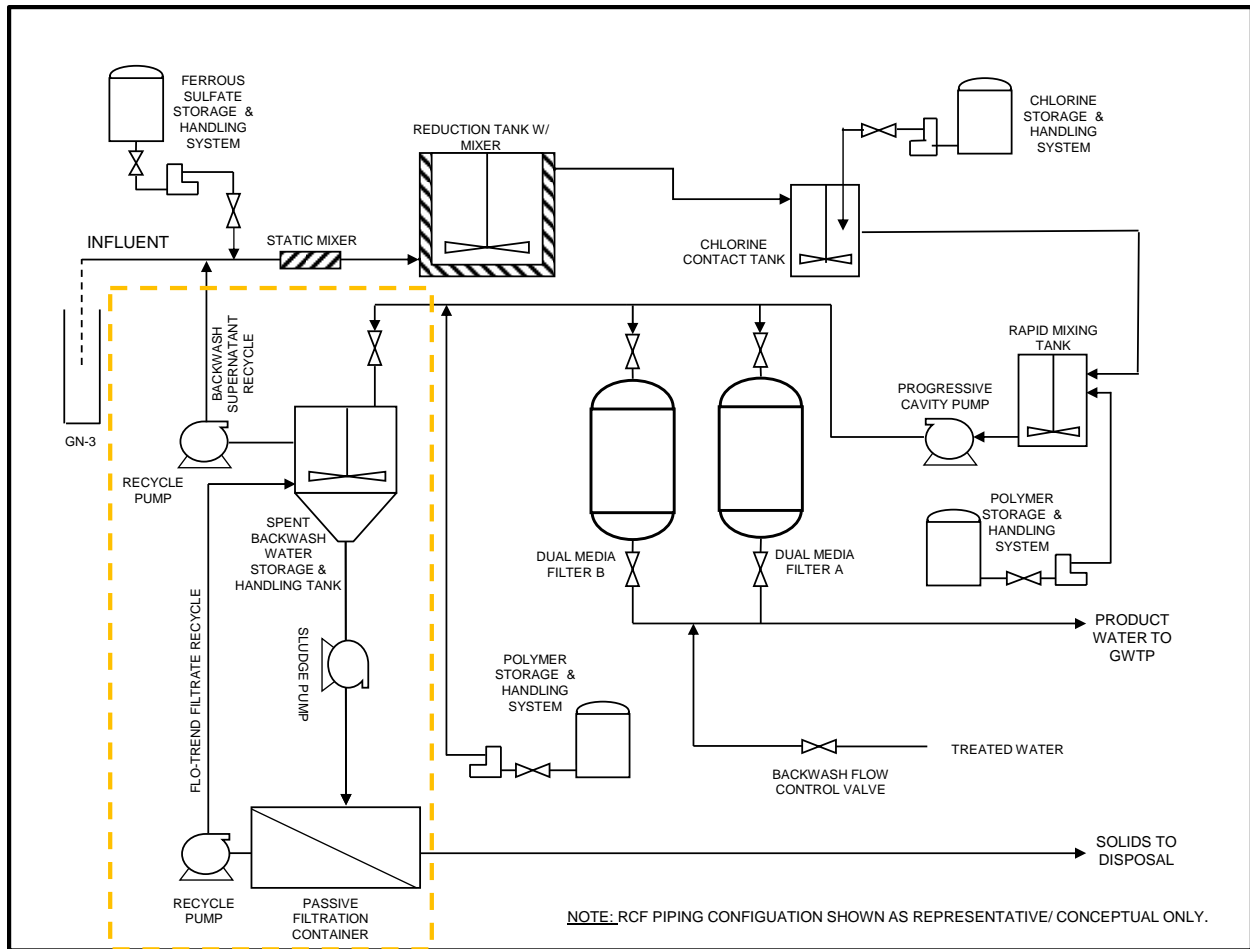 FERROUS
SULFATE
STORAGE &
HANDLING
SYSTEM
REDUCTION TANK W/
MIXER
CHLORINE
STORAGE &
HANDLING
SYSTEM
INFLUENT
STATIC MIXER
CHLORINE
CONTACT TANK
BACKWASH
SUPERNATANT
RECYCLE
RAPID MIXING
TANK
PROGRESSIVE
CAVITY PUMP
GN-3
RECYCLE
PUMP
SPENT
BACKWASH
WATER
STORAGE &
HANDLING TANK
POLYMER
STORAGE &
HANDLING
SYSTEM
DUAL MEDIA
FILTER B
DUAL MEDIA
FILTER A
FLO-TREND FILTRATE RECYCLE
SLUDGE PUMP
PRODUCT
WATER TO
GWTP
POLYMER
STORAGE &
HANDLING
SYSTEM
TREATED WATER
BACKWASH FLOW
CONTROL VALVE
SOLIDS TO
DISPOSAL
RECYCLE PUMP
PASSIVE
FILTRATION
CONTAINER
NOTE: RCF PIPING CONFIGUATION SHOWN AS REPRESENTATIVE/ CONCEPTUAL ONLY.